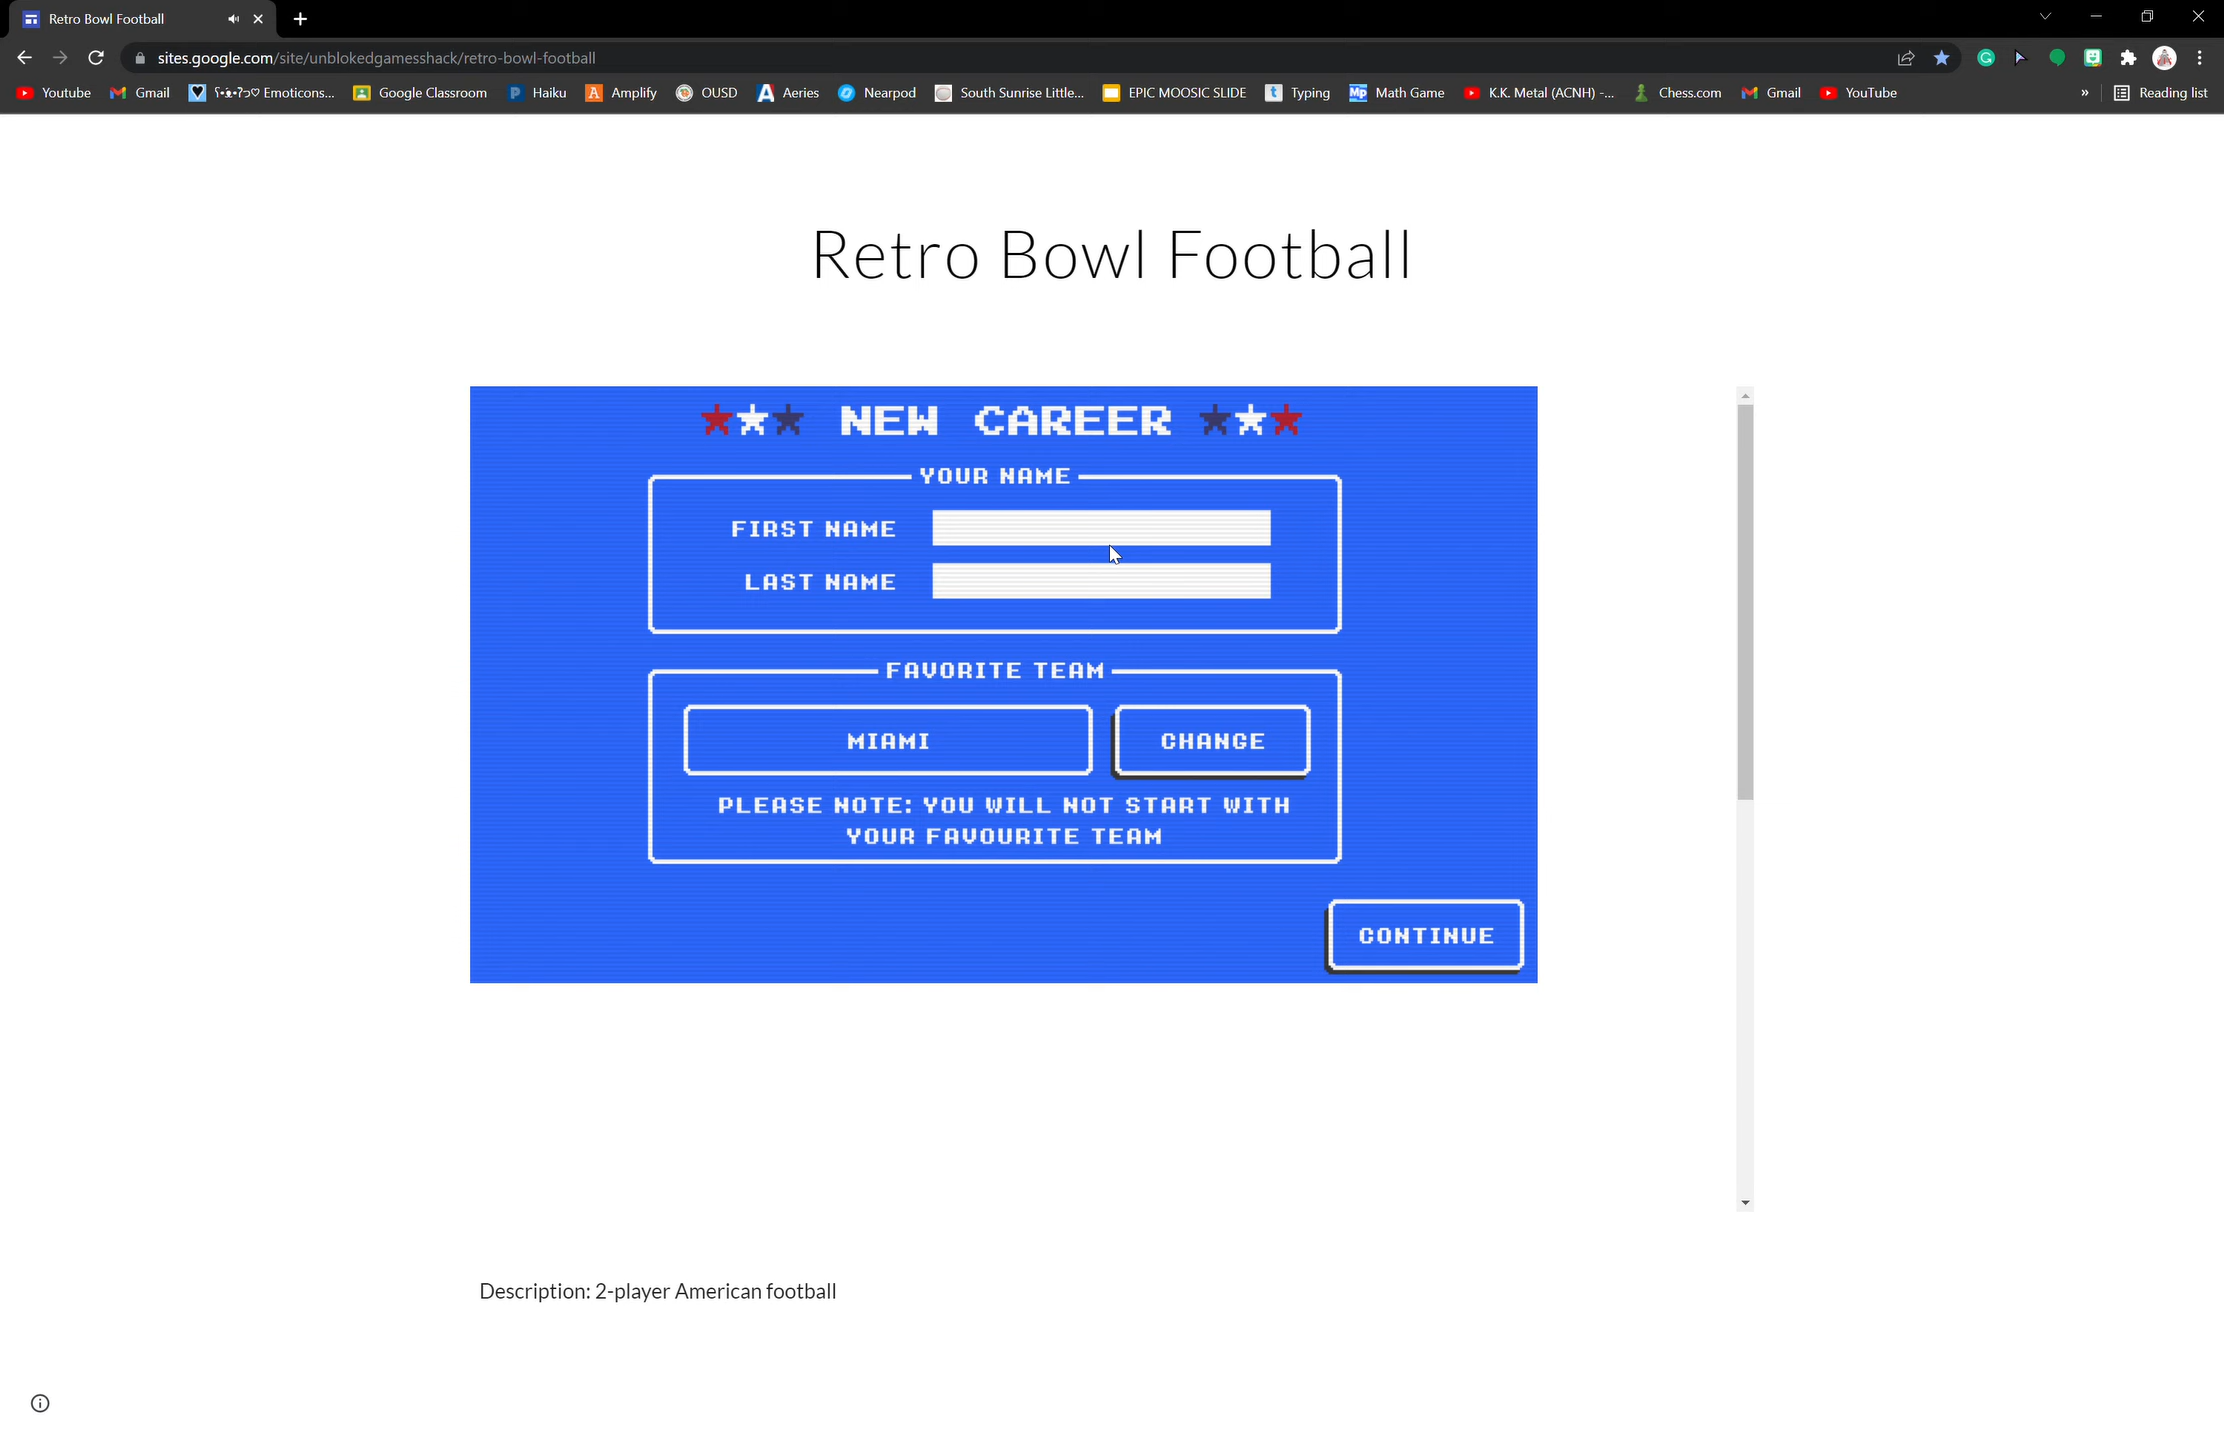 Retro Bowl Football
sites.google.com/site/unblokedgamesshack/retro-bowl-football
Youtube Gmail ʕ•ᴥ•ʔっ♡ Emoticons... Google Classroom Haiku Amplify OUSD Aeries Nearpod South Sunrise Little... EPIC MOOSIC SLIDE Typing Math Game K.K. Metal (ACNH) -... Chess.com Gmail YouTube » Reading list
Retro Bowl Football
NEW CAREER
YOUR NAME
FIRST NAME
LAST NAME
FAVORITE TEAM
MIAMI CHANGE
PLEASE NOTE: YOU WILL NOT START WITH
YOUR FAVOURITE TEAM
CONTINUE
Description: 2-player American football